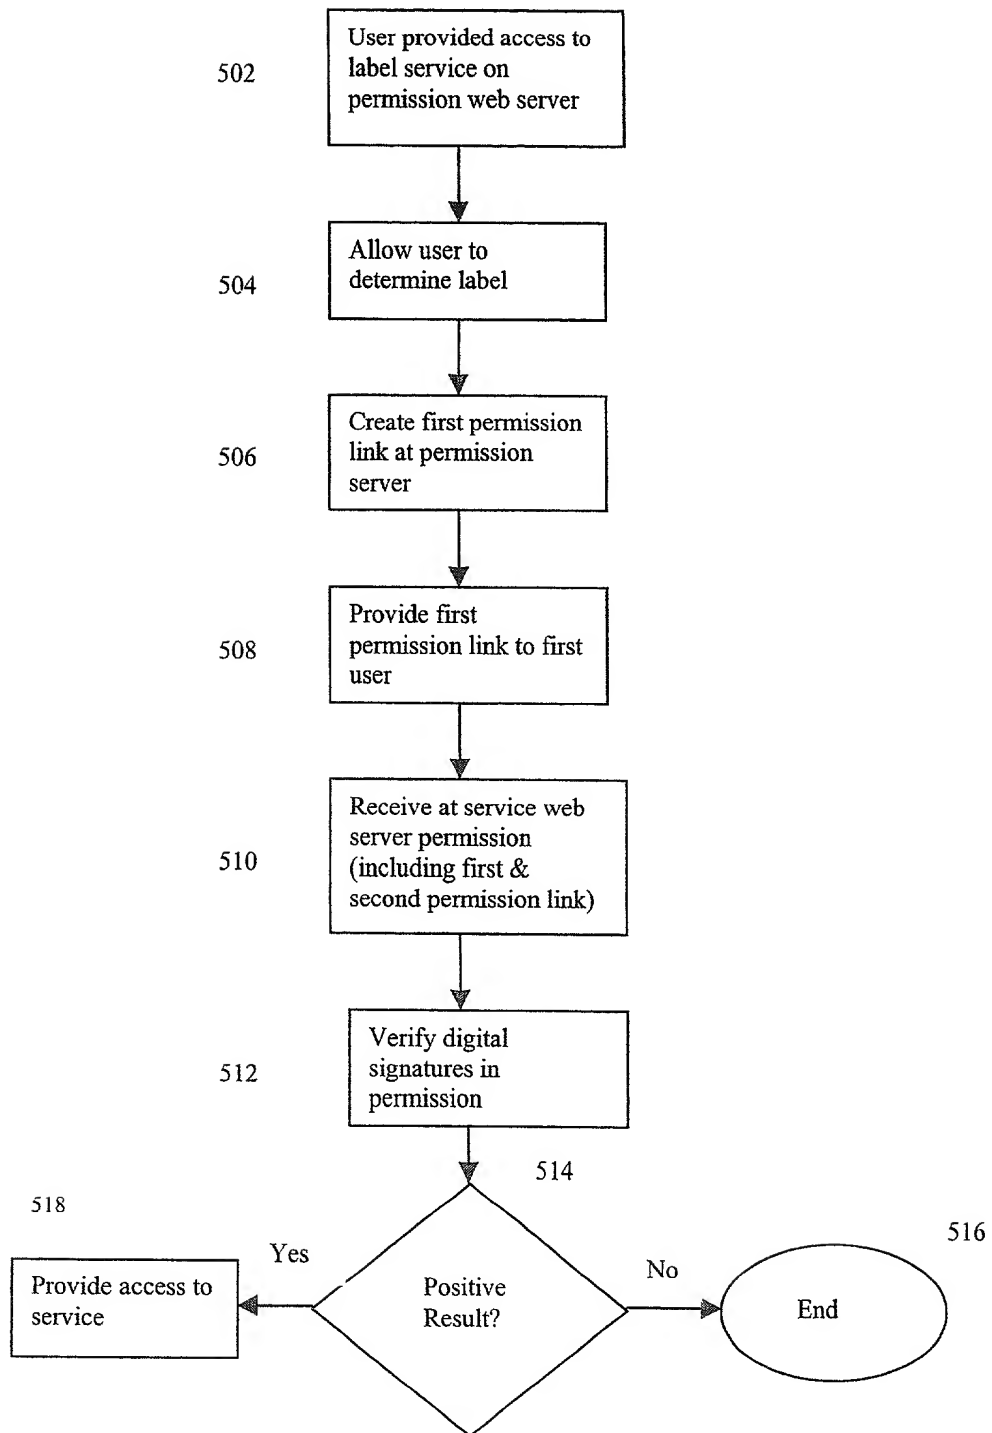 User provided access to
label service on
permission web server
502
Allow user to
determine label
504
Create first permission
link at permission
server
506
Provide first
permission link to first
user
508
Receive at service web
server permission
(including first &
second permission link)
510
Verify digital
signatures in
permission
512
514
518
516
Yes
No
Provide access to
service
Positive
Result?
End